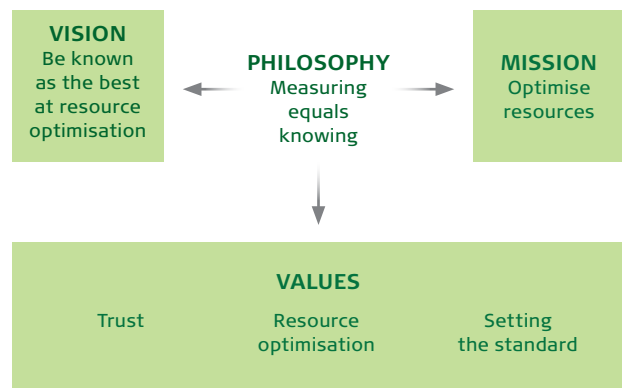 VISION
Be known
as the best
at resource
optimisation
PHILOSOPHY
Measuring
equals
knowing
MISSION
Optimise
resources
VALUES
Trust
Resource
optimisation
Setting
the standard